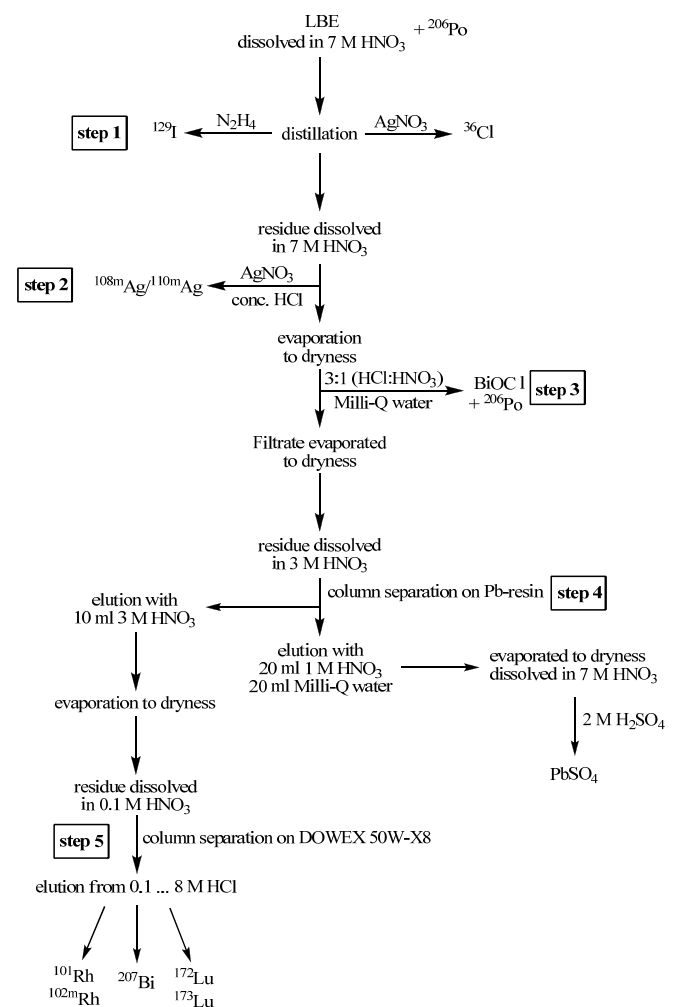 LBE
dissolved in 7 M HNO₃ + ²⁰⁶Po
step 1
¹²⁹I
N₂H₄
distillation
AgNO₃
³⁶Cl
residue dissolved
in 7 M HNO₃
step 2
¹⁰⁸ᵐAg/¹¹⁰ᵐAg
AgNO₃
conc. HCl
evaporation
to dryness
3:1 (HCl:HNO₃)
Milli-Q water
BiOCl
+ ²⁰⁶Po
step 3
Filtrate evaporated
to dryness
residue dissolved
in 3 M HNO₃
column separation on Pb-resin
step 4
elution with
10 ml 3 M HNO₃
elution with
20 ml 1 M HNO₃
20 ml Milli-Q water
evaporated to dryness
dissolved in 7 M HNO₃
2 M H₂SO₄
PbSO₄
evaporation to dryness
residue dissolved
in 0.1 M HNO₃
step 5
column separation on DOWEX 50W-X8
elution from 0.1 ... 8 M HCl
¹⁰¹Rh
¹⁰²ᵐRh
²⁰⁷Bi
¹⁷²Lu
¹⁷³Lu